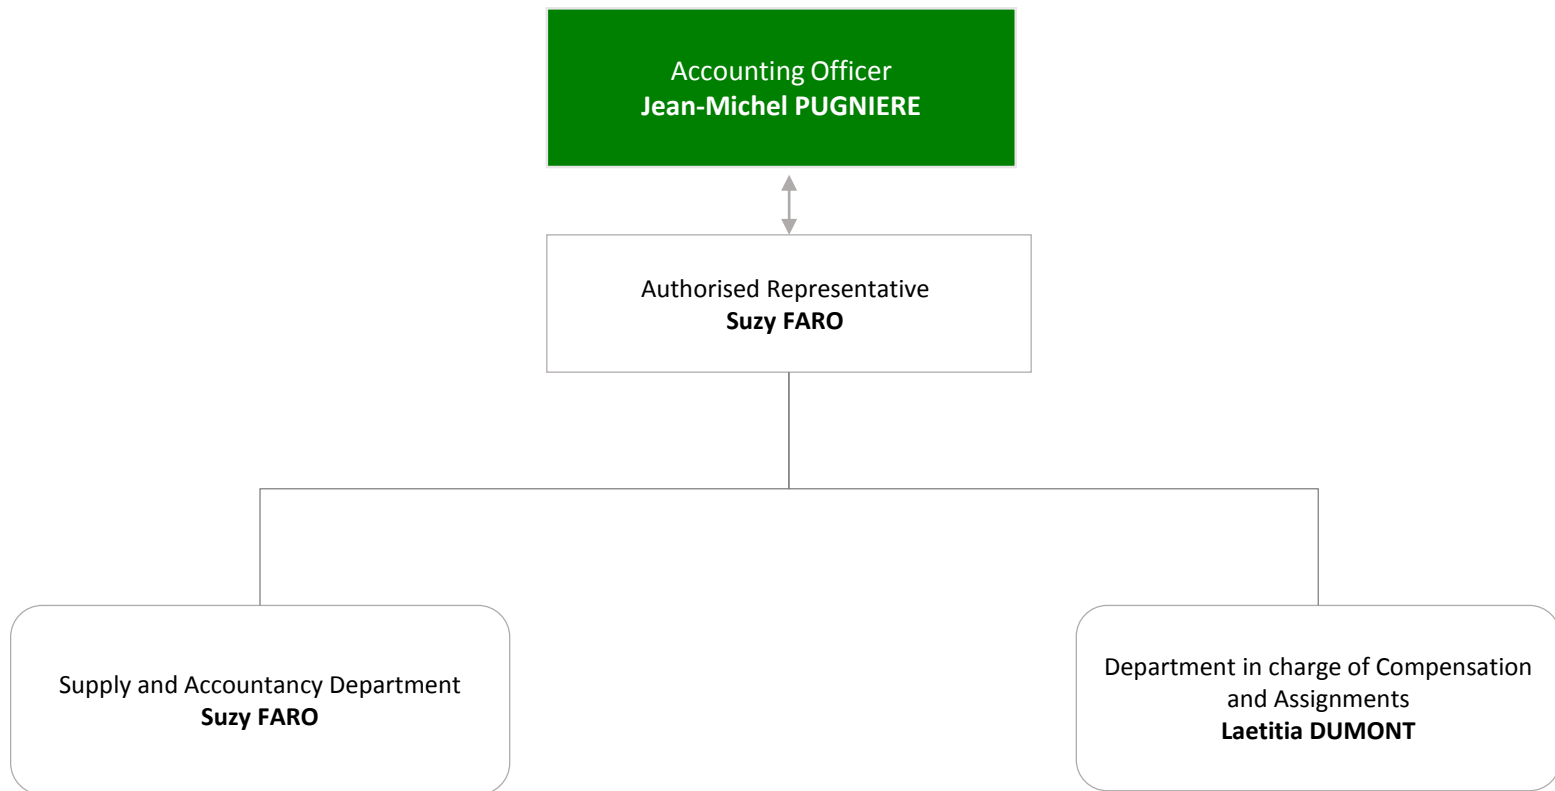 Accounting Officer
Jean-Michel PUGNIERE
Authorised Representative
Suzy FARO
Supply and Accountancy Department
Suzy FARO
Department in charge of Compensation
and Assignments
Laetitia DUMONT